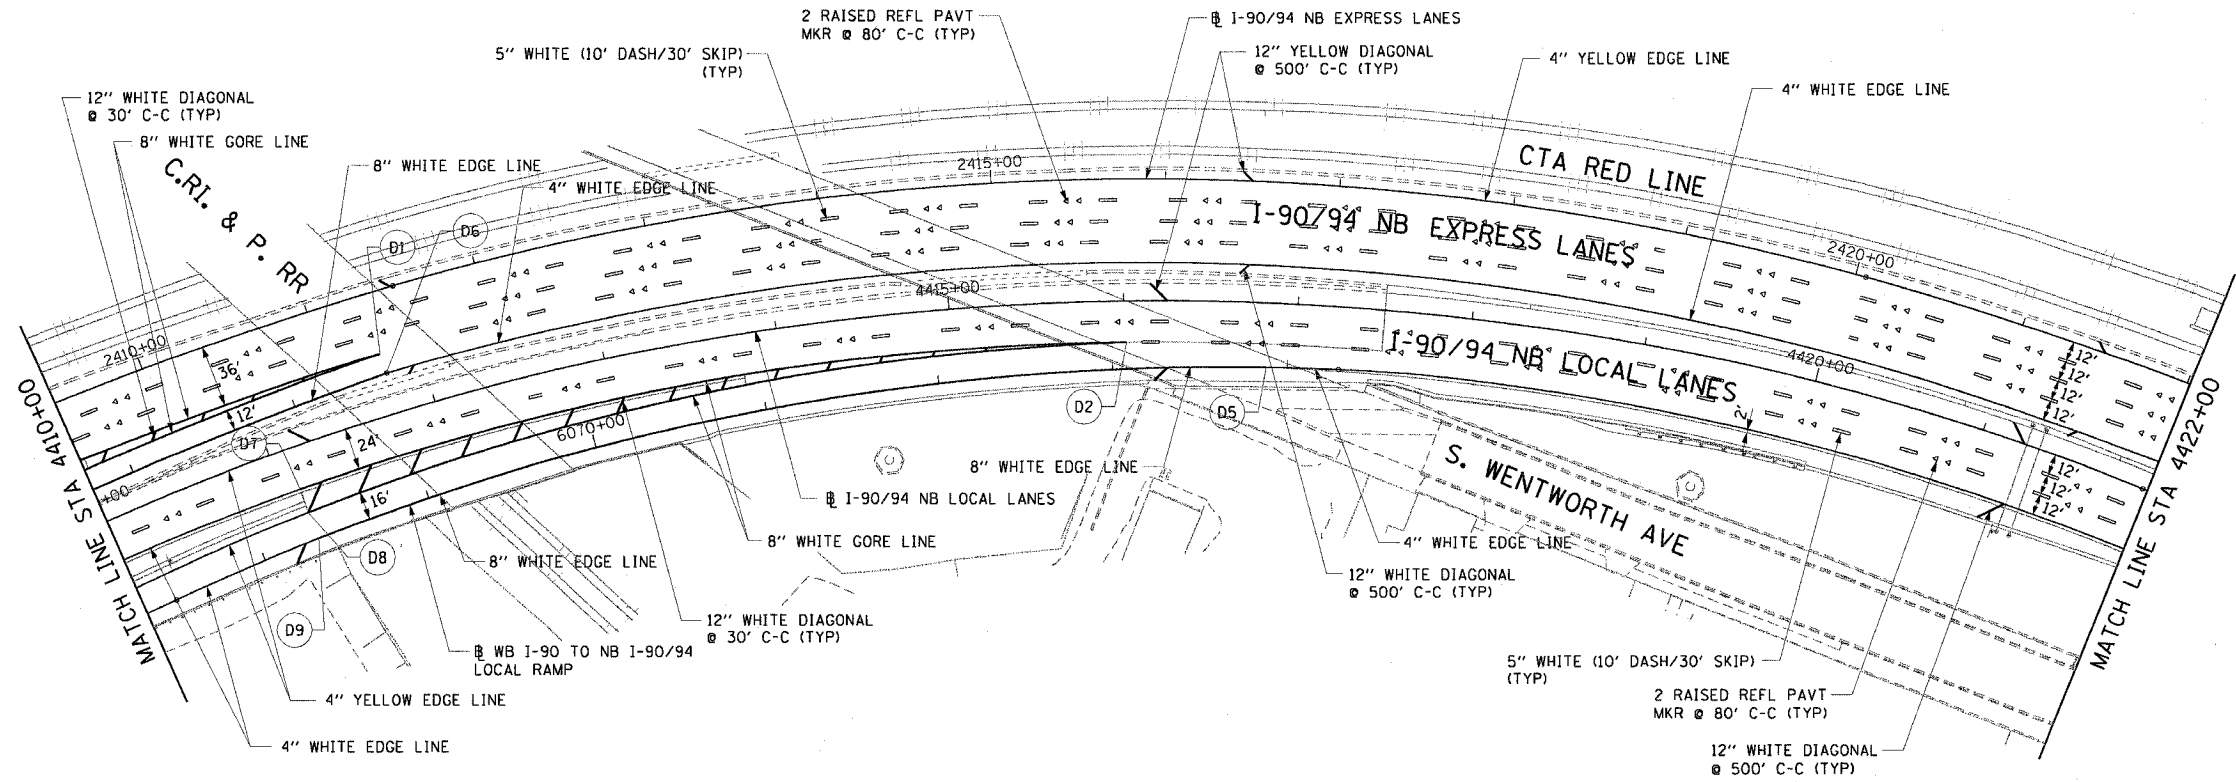 2 RAISED REFL PAVT
MKR @ 80' C-C (TYP)
℄ I-90/94 NB EXPRESS LANES
5" WHITE (10' DASH/30' SKIP)
(TYP)
12" YELLOW DIAGONAL
@ 500' C-C (TYP)
4" YELLOW EDGE LINE
4" WHITE EDGE LINE
12" WHITE DIAGONAL
@ 30' C-C (TYP)
8" WHITE GORE LINE
8" WHITE EDGE LINE
4" WHITE EDGE LINE
C.RI. & P. RR
2415+00
CTA RED LINE
I-90/94 NB EXPRESS LANES
2420+00
D1
D6
2410+00
36'
12'
4415+00
I-90/94 NB LOCAL LANES
4420+00
12'
12'
12'
12'
MATCH LINE STA 4410+00
+00
D7
24'
16'
6070+00
D2
D5
2'
12'
12'
12'
MATCH LINE STA 4422+00
S. WENTWORTH AVE
8" WHITE EDGE LINE
℄ I-90/94 NB LOCAL LANES
8" WHITE GORE LINE
4" WHITE EDGE LINE
D8
8" WHITE EDGE LINE
12" WHITE DIAGONAL
@ 500' C-C (TYP)
D9
12" WHITE DIAGONAL
@ 30' C-C (TYP)
℄ WB I-90 TO NB I-90/94
LOCAL RAMP
5" WHITE (10' DASH/30' SKIP)
(TYP)
4" YELLOW EDGE LINE
2 RAISED REFL PAVT
MKR @ 80' C-C (TYP)
4" WHITE EDGE LINE
12" WHITE DIAGONAL
@ 500' C-C (TYP)